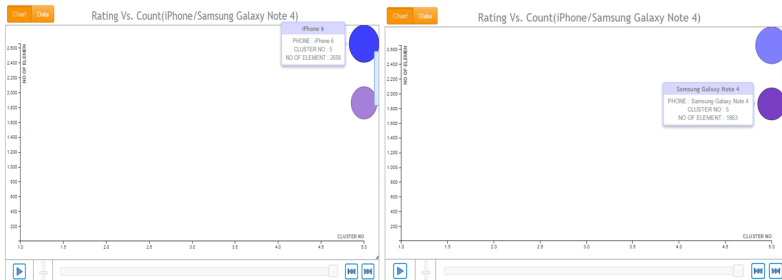 Chart Data
Rating Vs. Count(iPhone/Samsung Galaxy Note 4)
iPhone 6
PHONE : iPhone 6
CLUSTER NO : 5
NO OF ELEMENT : 2658
NO OF ELEMEN
2,600
2,400
2,200
2,000
1,800
1,600
1,400
1,200
1,000
800
600
400
200
CLUSTER NO
1.0 1.5 2.0 2.5 3.0 3.5 4.0 4.5 5.0
Chart Data
Rating Vs. Count(iPhone/Samsung Galaxy Note 4)
NO OF ELEMEN
2,600
2,400
2,200
2,000
1,800
1,600
1,400
1,200
1,000
800
600
400
200
Samsung Galaxy Note 4
PHONE : Samsung Galaxy Note 4
CLUSTER NO : 5
NO OF ELEMENT : 1863
CLUSTER NO
1.0 1.5 2.0 2.5 3.0 3.5 4.0 4.5 5.0